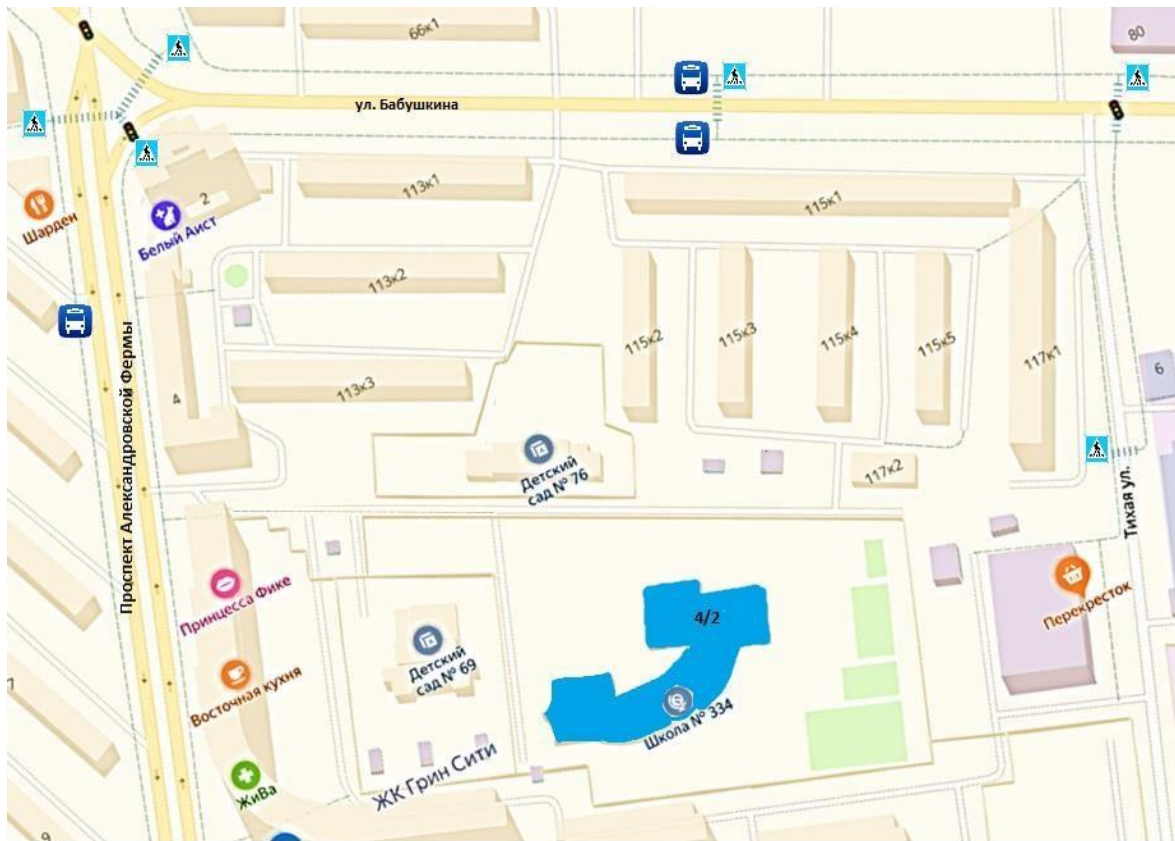 66к1
80
ул. Бабушкина
2
113к1
115к1
Шарден
Белый Аист
113к2
115к2
115к3
115к4
115к5
117к1
6
4
113к3
Проспект Александровской Фермы
Детский
сад № 76
117к2
Тихая ул.
Принцесса Фике
4/2
Перекресток
Детский
сад № 69
Восточная кухня
Школа № 334
ЖК Грин Сити
ЖиВа
9